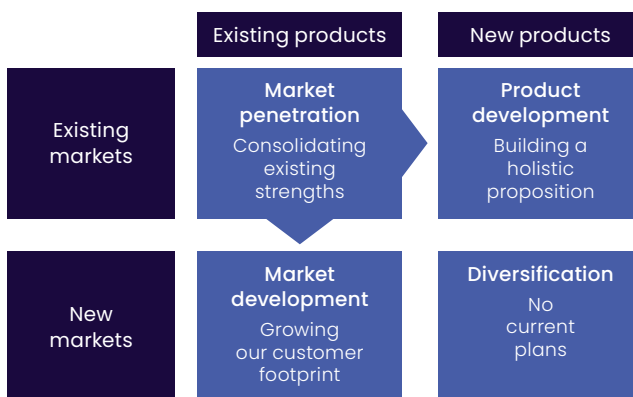 Existing products
New products
Existing
markets
Market
penetration
Consolidating
existing
strengths
Product
development
Building a
holistic
proposition
New
markets
Market
development
Growing
our customer
footprint
Diversification
No
current
plans